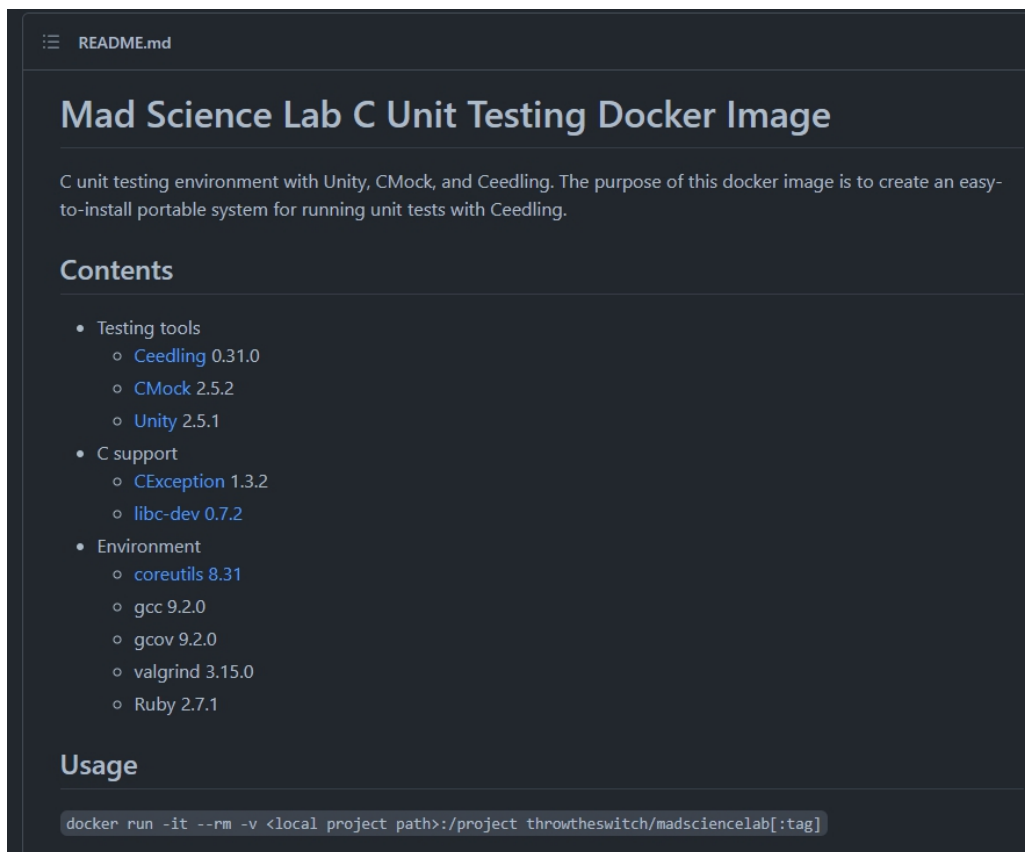 README.md
Mad Science Lab C Unit Testing Docker Image
C unit testing environment with Unity, CMock, and Ceedling. The purpose of this docker image is to create an easy-
to-install portable system for running unit tests with Ceedling.
Contents
Testing tools
Ceedling 0.31.0
CMock 2.5.2
Unity 2.5.1
C support
CException 1.3.2
libc-dev 0.7.2
Environment
coreutils 8.31
gcc 9.2.0
gcov 9.2.0
valgrind 3.15.0
Ruby 2.7.1
Usage
docker run -it --rm -v <local project path>:/project throwtheswitch/madsciencelab[:tag]